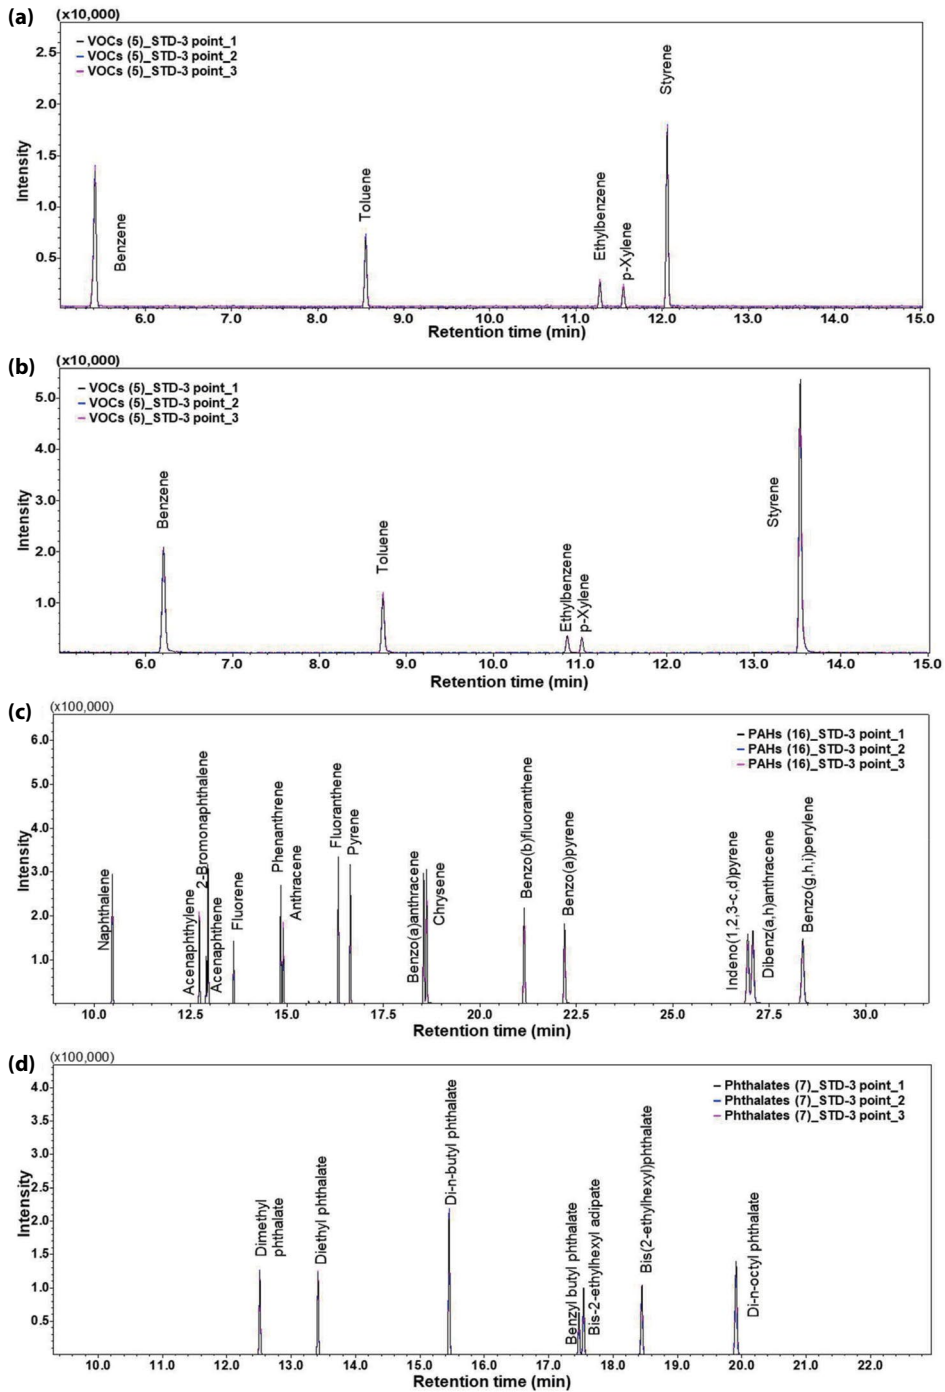 (a)
(x10,000)
VOCs (5)_STD-3 point_1
VOCs (5)_STD-3 point_2
VOCs (5)_STD-3 point_3
2.5
2.0
1.5
1.0
0.5
Intensity
Benzene
Toluene
Ethylbenzene
p-Xylene
Styrene
6.0 7.0 8.0 9.0 10.0 11.0 12.0 13.0 14.0 15.0
Retention time (min)
(b)
(x10,000)
VOCs (5)_STD-3 point_1
VOCs (5)_STD-3 point_2
VOCs (5)_STD-3 point_3
5.0
4.0
3.0
2.0
1.0
Intensity
Benzene
Toluene
Ethylbenzene
p-Xylene
Styrene
6.0 7.0 8.0 9.0 10.0 11.0 12.0 13.0 14.0 15.0
Retention time (min)
(c)
(x100,000)
PAHs (16)_STD-3 point_1
PAHs (16)_STD-3 point_2
PAHs (16)_STD-3 point_3
6.0
5.0
4.0
3.0
2.0
1.0
Intensity
Naphthalene
Acenaphthylene
2-Bromonaphthalene
Acenaphthene
Fluorene
Phenanthrene
Anthracene
Fluoranthene
Pyrene
Benzo(a)anthracene
Chrysene
Benzo(b)fluoranthene
Benzo(a)pyrene
Indeno(1,2,3-c,d)pyrene
Dibenz(a,h)anthracene
Benzo(g,h,i)perylene
10.0 12.5 15.0 17.5 20.0 22.5 25.0 27.5 30.0
Retention time (min)
(d)
(x100,000)
Phthalates (7)_STD-3 point_1
Phthalates (7)_STD-3 point_2
Phthalates (7)_STD-3 point_3
4.0
3.5
3.0
2.5
2.0
1.5
1.0
0.5
Intensity
Dimethyl
phthalate
Diethyl phthalate
Di-n-butyl phthalate
Benzyl butyl phthalate
Bis-2-ethylhexyl adipate
Bis(2-ethylhexyl)phthalate
Di-n-octyl phthalate
10.0 11.0 12.0 13.0 14.0 15.0 16.0 17.0 18.0 19.0 20.0 21.0 22.0
Retention time (min)